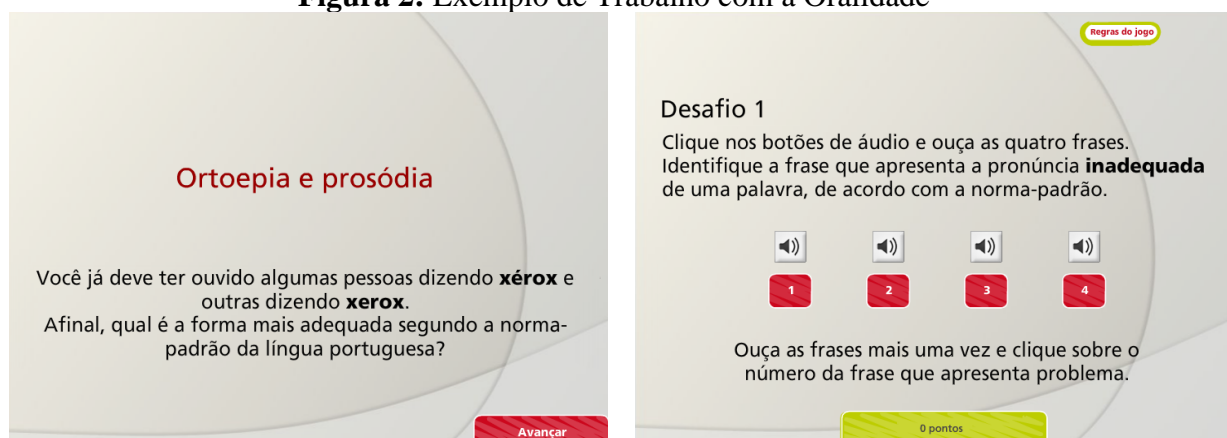 Figura 2: Exemplo de Trabalho com a Oralidade
Ortoepia e prosódia
Você já deve ter ouvido algumas pessoas dizendo xérox e
outras dizendo xerox.
Afinal, qual é a forma mais adequada segundo a norma-
padrão da língua portuguesa?
Avançar
Regras do jogo
Desafio 1
Clique nos botões de áudio e ouça as quatro frases.
Identifique a frase que apresenta a pronúncia inadequada
de uma palavra, de acordo com a norma-padrão.
1
2
3
4
Ouça as frases mais uma vez e clique sobre o
número da frase que apresenta problema.
0 pontos